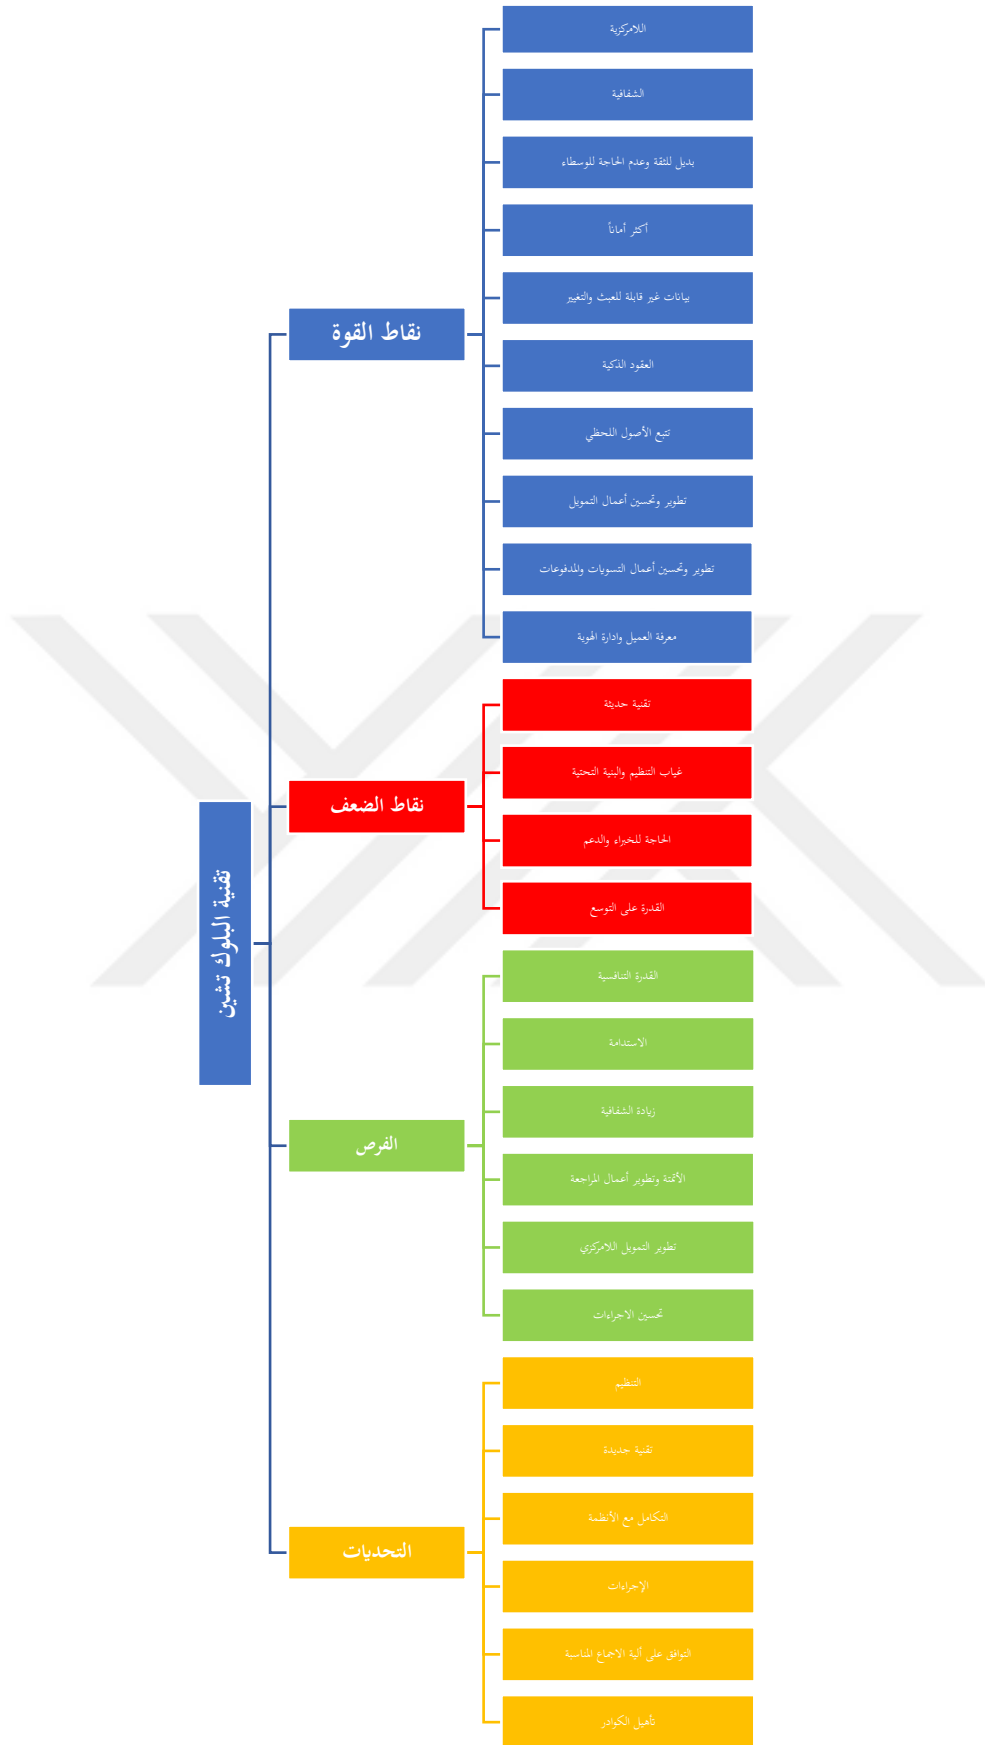 تقنية البلوك تشين
نقاط القوة
اللامركزية
الشفافية
بديل للثقة وعدم الحاجة للوسطاء
أكثر أماناً
بيانات غير قابلة للعبث والتغيير
العقود الذكية
تتبع الأصول اللحظي
تطوير وتحسين أعمال التمويل
تطوير وتحسين أعمال التسويات والمدفوعات
معرفة العميل وادارة الهوية
نقاط الضعف
تقنية حديثة
غياب التنظيم والبنية التحتية
الحاجة للخبراء والدعم
القدرة على التوسع
الفرص
القدرة التنافسية
الاستدامة
زيادة الشفافية
الأتمتة وتطوير أعمال المراجعة
تطوير التمويل اللامركزي
تحسين الاجراءات
التحديات
التنظيم
تقنية جديدة
التكامل مع الأنظمة
الإجراءات
التوافق على ألية الاجماع المناسبة
تأهيل الكوادر